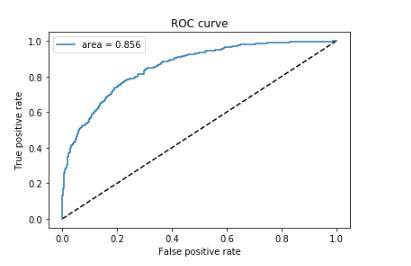 ROC curve
area = 0.856
True positive rate
1.0
0.8
0.6
0.4
0.2
0.0
0.0 0.2 0.4 0.6 0.8 1.0
False positive rate